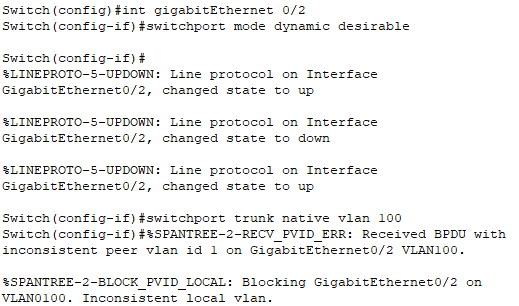 Switch(config)#int gigabitEthernet 0/2
Switch(config-if)#switchport mode dynamic desirable
Switch(config-if)#
%LINEPROTO-5-UPDOWN: Line protocol on Interface
GigabitEthernet0/2, changed state to up
%LINEPROTO-5-UPDOWN: Line protocol on Interface
GigabitEthernet0/2, changed state to down
%LINEPROTO-5-UPDOWN: Line protocol on Interface
GigabitEthernet0/2, changed state to up
Switch(config-if)#switchport trunk native vlan 100
Switch(config-if)#%SPANTREE-2-RECV_PVID_ERR: Received BPDU with
inconsistent peer vlan id 1 on GigabitEthernet0/2 VLAN100.
%SPANTREE-2-BLOCK_PVID_LOCAL: Blocking GigabitEthernet0/2 on
VLAN0100. Inconsistent local vlan.